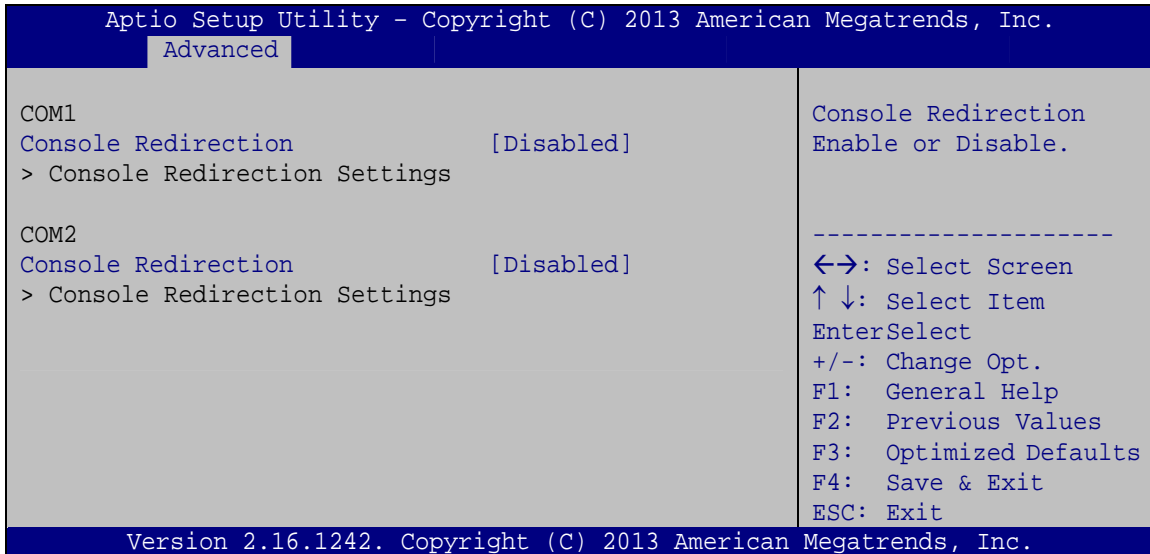 Aptio Setup Utility – Copyright (C) 2013 American Megatrends, Inc.
Advanced
COM1
Console Redirection [Disabled]
> Console Redirection Settings
COM2
Console Redirection [Disabled]
> Console Redirection Settings
Console Redirection
Enable or Disable.
---------------------
←→: Select Screen
↑ ↓: Select Item
EnterSelect
+/-: Change Opt.
F1: General Help
F2: Previous Values
F3: Optimized Defaults
F4: Save & Exit
ESC: Exit
Version 2.16.1242. Copyright (C) 2013 American Megatrends, Inc.